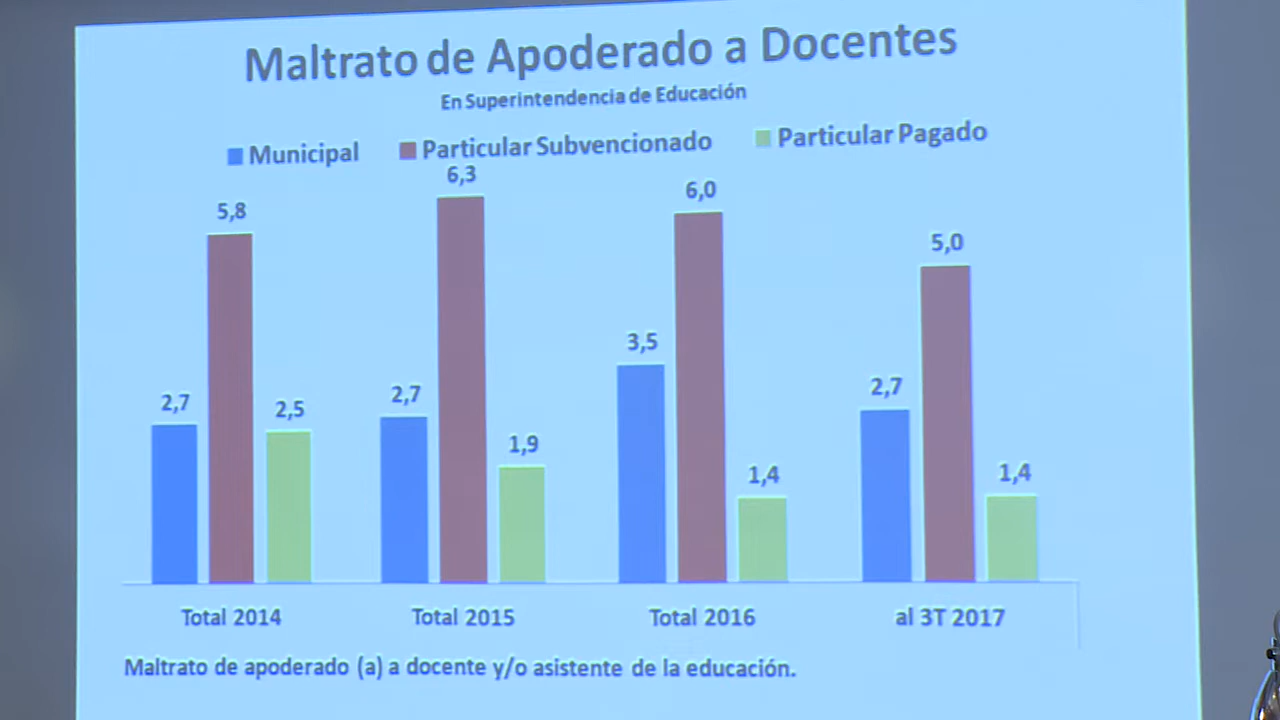 Maltrato de Apoderado a Docentes
En Superintendencia de Educación
Municipal Particular Subvencionado Particular Pagado
5,8 6,3 6,0 5,0
2,7 2,5 2,7 1,9 3,5 1,4 2,7 1,4
Total 2014 Total 2015 Total 2016 al 3T 2017
Maltrato de apoderado (a) a docente y/o asistente de la educación.